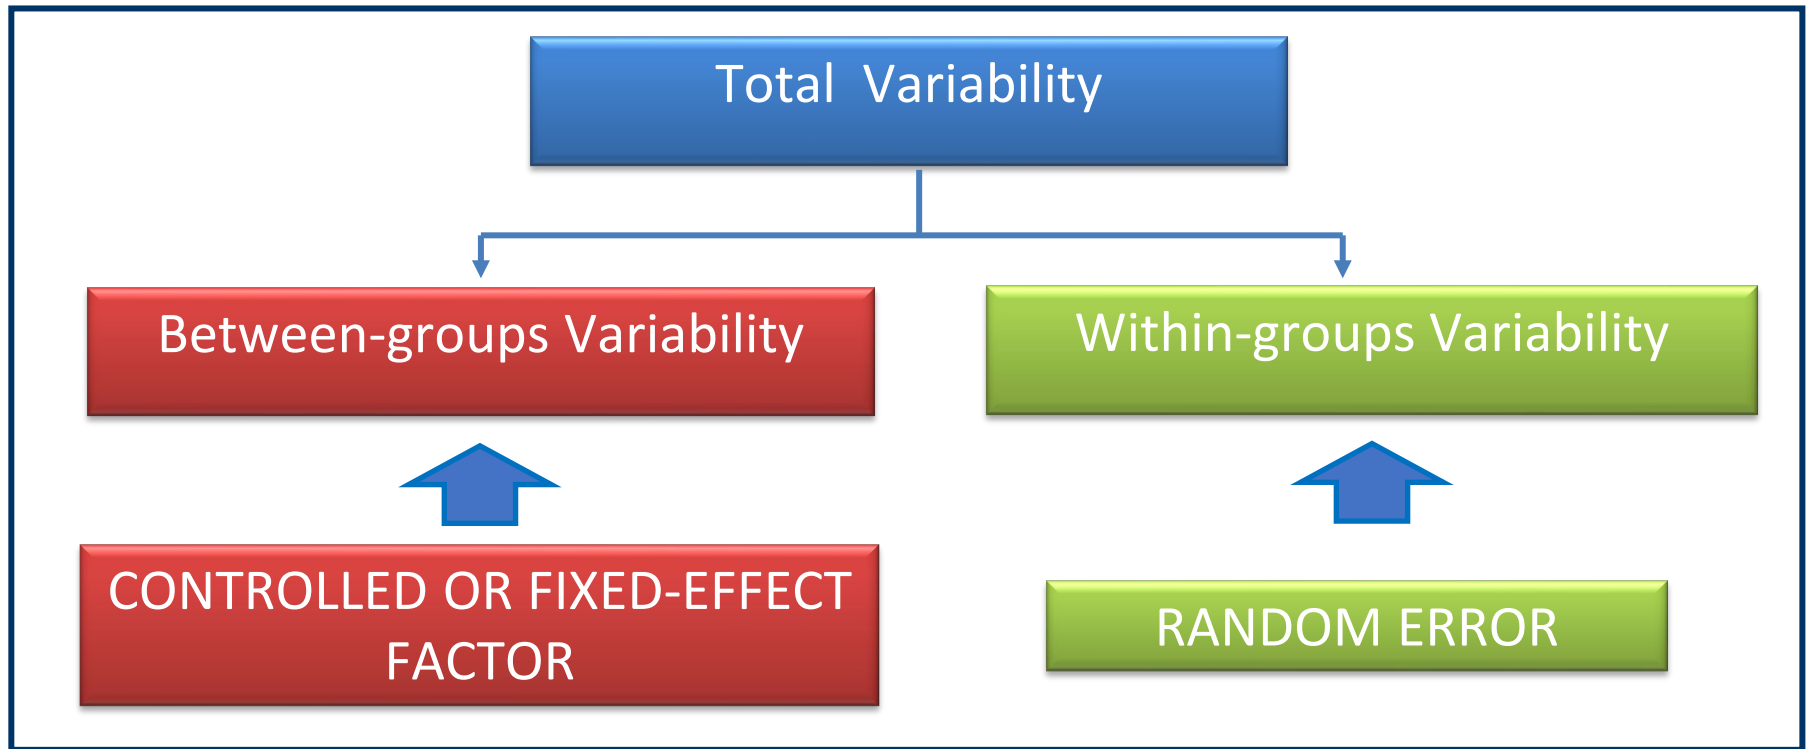 Total  Variability
Between-groups Variability
Within-groups Variability
CONTROLLED OR FIXED-EFFECT
FACTOR
RANDOM ERROR